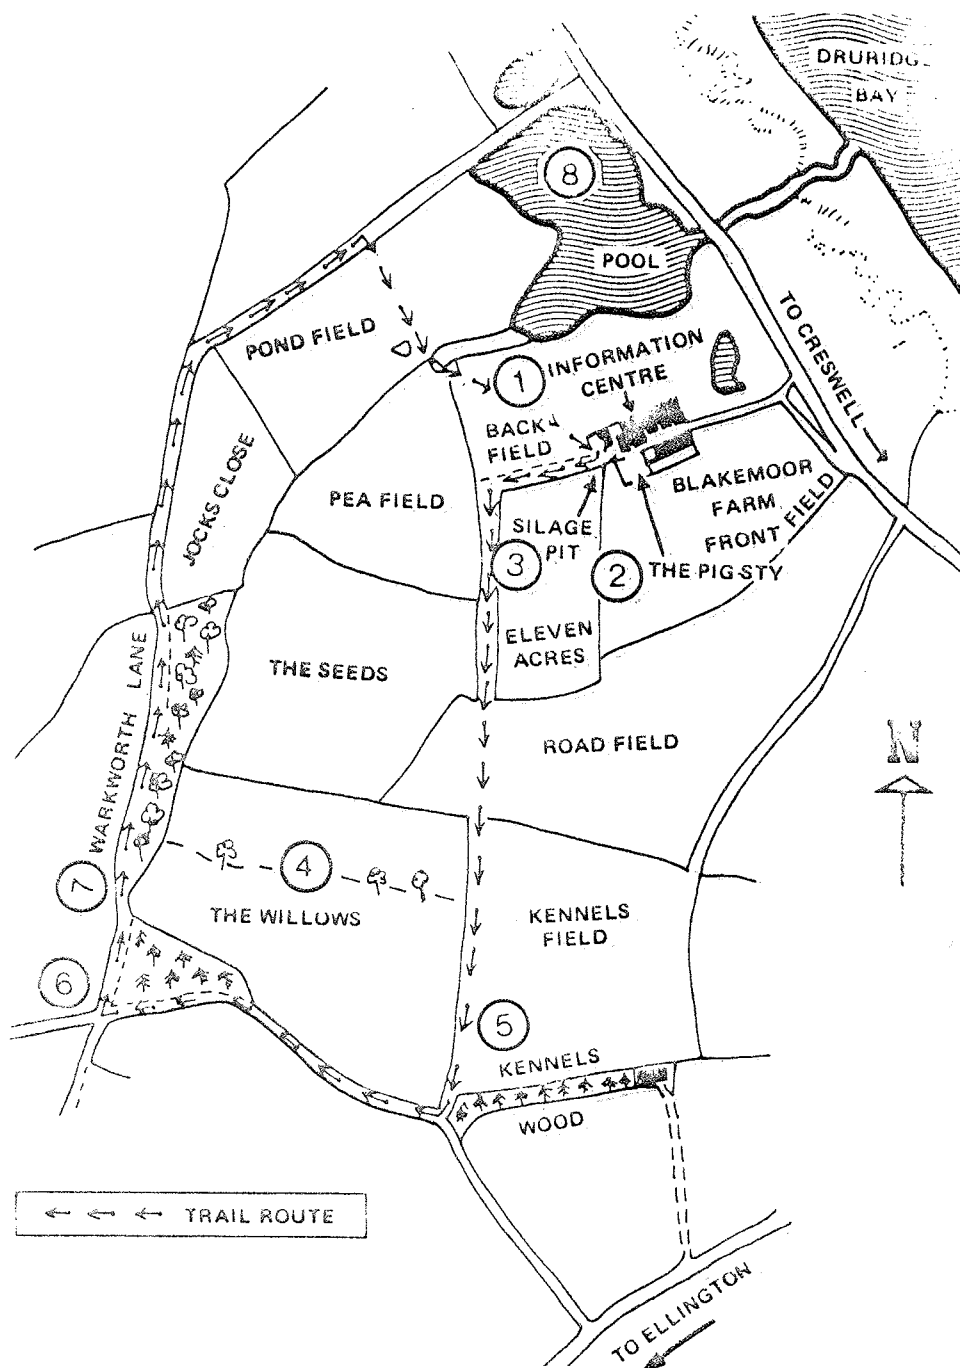 DRURIDG
BAY
8
POOL
TO CRESWELL
POND FIELD
1
INFORMATION
CENTRE
BACK
FIELD
JOCKS CLOSE
PEA FIELD
BLAKEMOOR
FARM
FRONT FIELD
SILAGE
PIT
3
2
THE PIG STY
ELEVEN
ACRES
THE SEEDS
WARKWORTH LANE
ROAD FIELD
N
4
7
THE WILLOWS
KENNELS
FIELD
6
5
KENNELS
WOOD
TRAIL ROUTE
TO ELLINGTON